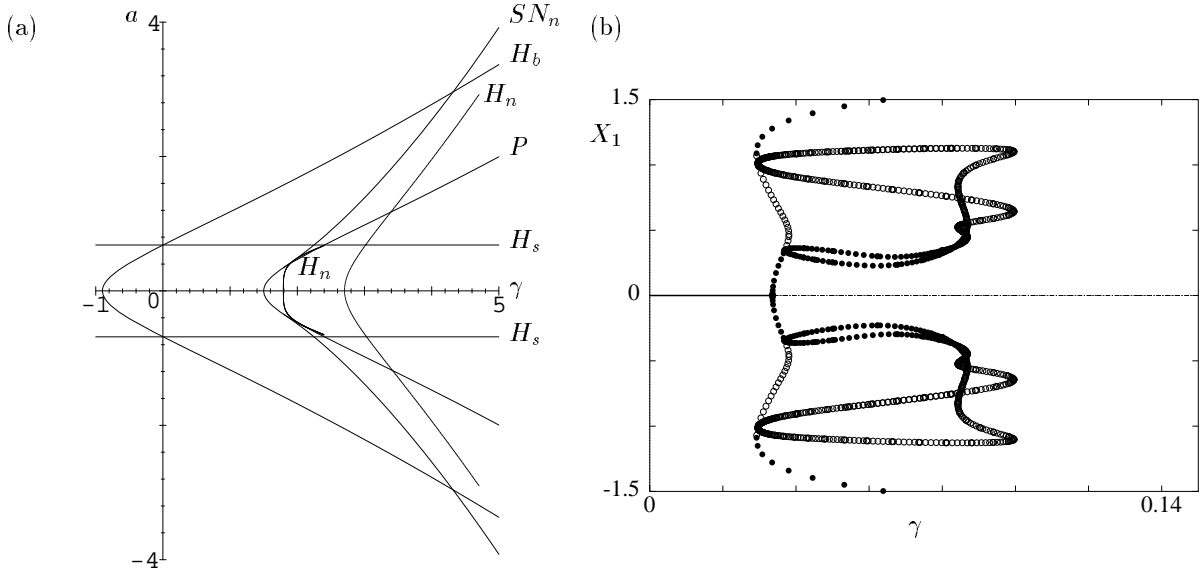 (a)
a
4
SN_n
H_b
H_n
P
H_s
H_n
γ
-1
0
5
H_s
-4
(b)
1.5
X_1
0
-1.5
0
0.14
γ